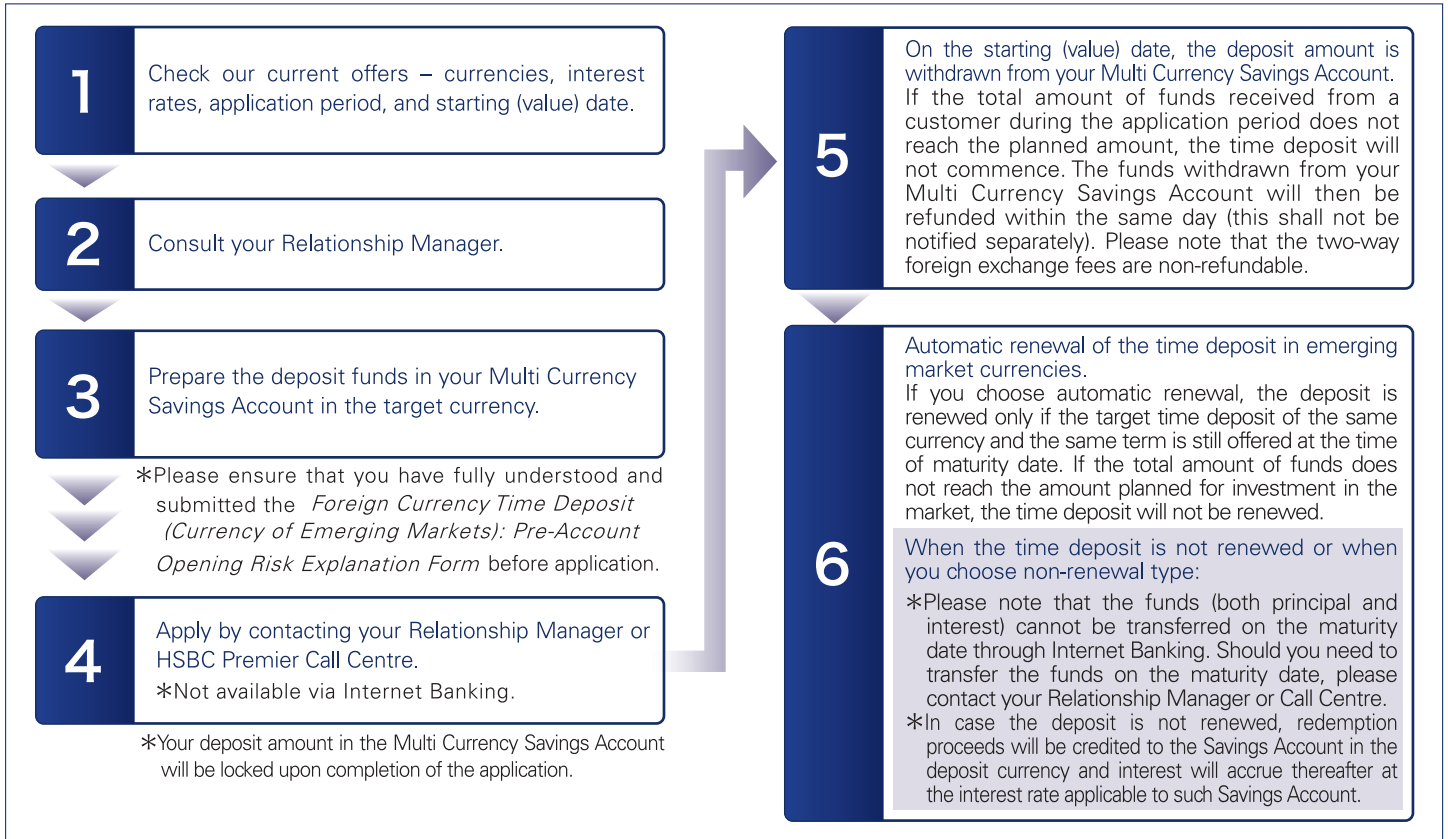 1
Check our current offers – currencies, interest
rates, application period, and starting (value) date.
2
Consult your Relationship Manager.
3
Prepare the deposit funds in your Multi Currency
Savings Account in the target currency.
*Please ensure that you have fully understood and
submitted the Foreign Currency Time Deposit
(Currency of Emerging Markets): Pre-Account
Opening Risk Explanation Form before application.
4
Apply by contacting your Relationship Manager or
HSBC Premier Call Centre.
*Not available via Internet Banking.
*Your deposit amount in the Multi Currency Savings Account
will be locked upon completion of the application.
5
On the starting (value) date, the deposit amount is
withdrawn from your Multi Currency Savings Account.
If the total amount of funds received from a
customer during the application period does not
reach the planned amount, the time deposit will
not commence. The funds withdrawn from your
Multi Currency Savings Account will then be
refunded within the same day (this shall not be
notified separately). Please note that the two-way
foreign exchange fees are non-refundable.
6
Automatic renewal of the time deposit in emerging
market currencies.
If you choose automatic renewal, the deposit is
renewed only if the target time deposit of the same
currency and the same term is still offered at the time
of maturity date. If the total amount of funds does
not reach the amount planned for investment in the
market, the time deposit will not be renewed.
When the time deposit is not renewed or when
you choose non-renewal type:
*Please note that the funds (both principal and
interest) cannot be transferred on the maturity
date through Internet Banking. Should you need to
transfer the funds on the maturity date, please
contact your Relationship Manager or Call Centre.
*In case the deposit is not renewed, redemption
proceeds will be credited to the Savings Account in the
deposit currency and interest will accrue thereafter at
the interest rate applicable to such Savings Account.